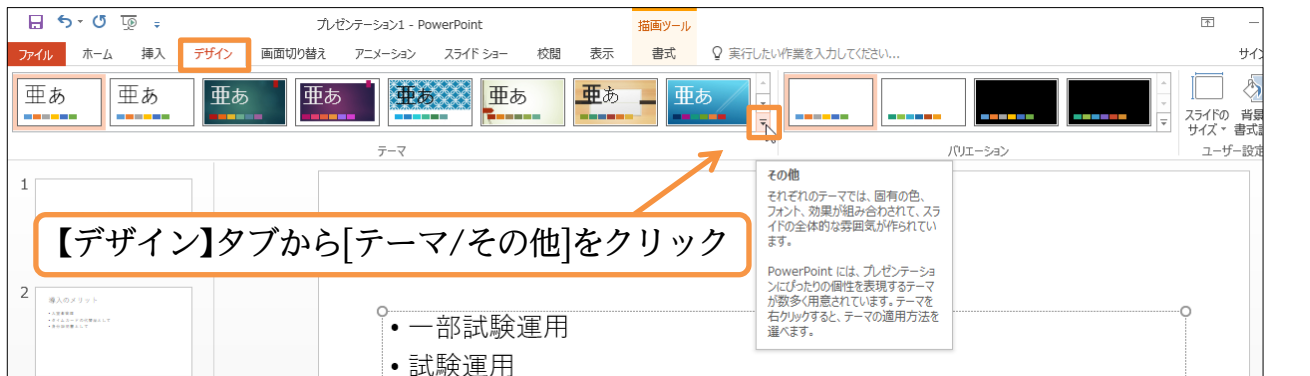 プレゼンテーション1 - PowerPoint
描画ツール
ファイル ホーム 挿入 デザイン 画面切り替え アニメーション スライド ショー 校閲 表示 書式 実行したい作業を入力してください... サイン
亜あ 亜あ 亜あ 亜あ 亜あ 亜あ 亜あ 亜あ
スライドの 背景
サイズ 書式設
テーマ バリエーション ユーザー設定
1
その他
それぞれのテーマでは、固有の色、
フォント、効果が組み合わされて、スラ
イドの全体的な雰囲気が作られてい
ます。
PowerPoint には、プレゼンテーショ
ンにぴったりの個性を表現するテーマ
が数多く用意されています。テーマを
右クリックすると、テーマの適用方法を
選べます。
【デザイン】タブから[テーマ/その他]をクリック
2
導入のメリット
• 一部試験運用
• 試験運用